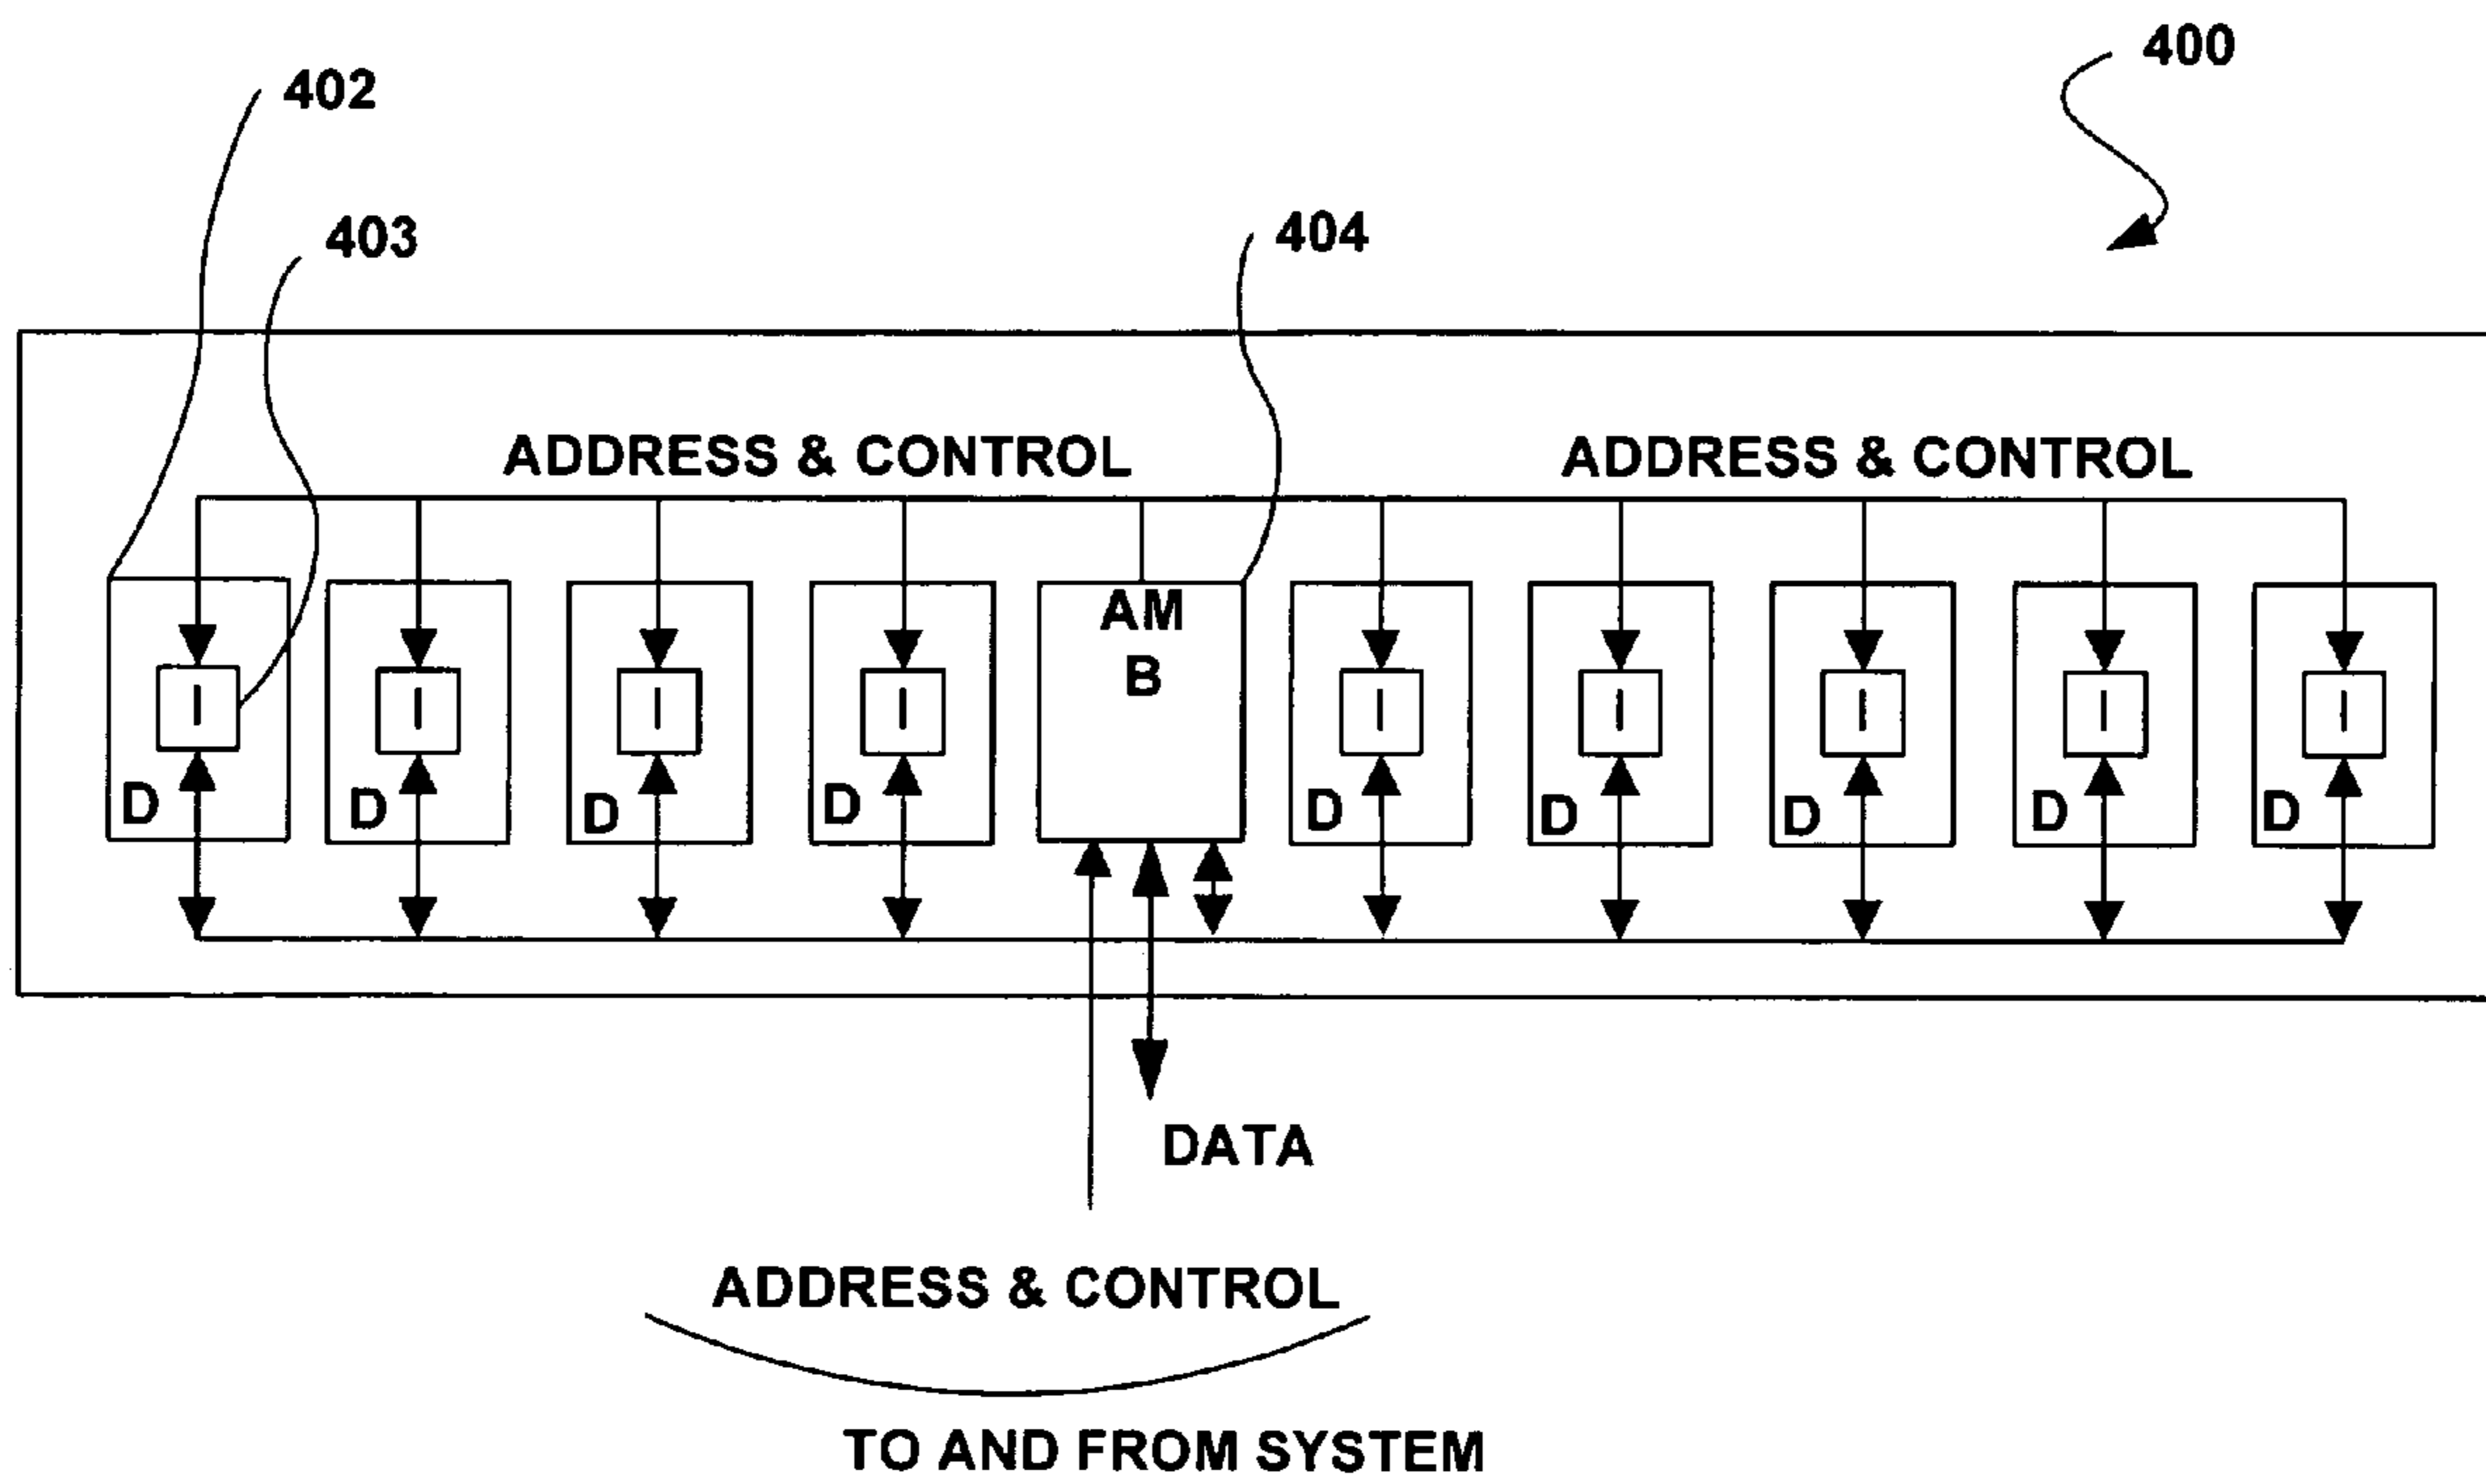 400
402
403
404
ADDRESS & CONTROL ADDRESS & CONTROL
AM
B
I I I I I I I I I
D D D D D D D D D
DATA
ADDRESS & CONTROL
TO AND FROM SYSTEM